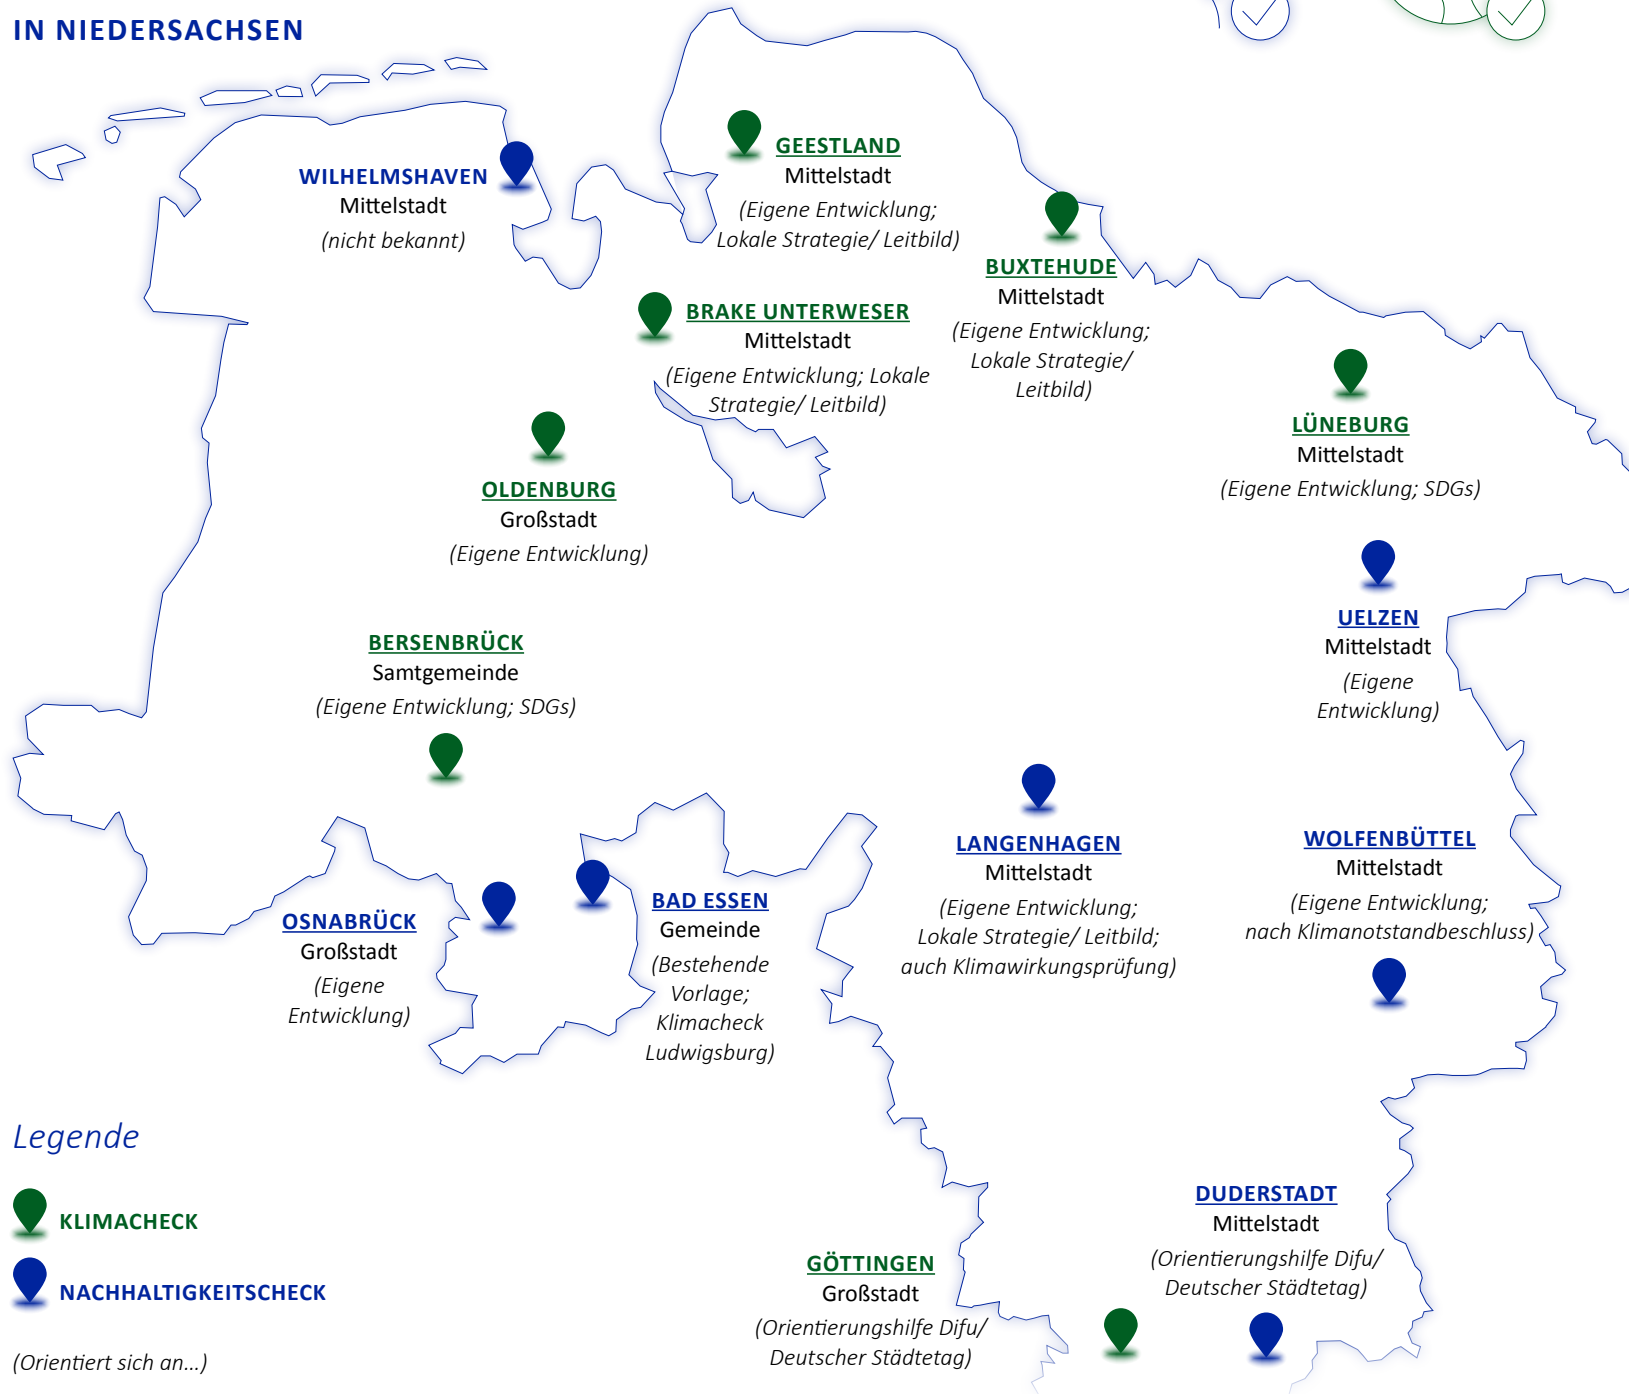 IN NIEDERSACHSEN
WILHELMSHAVEN
Mittelstadt
(nicht bekannt)
GEESTLAND
Mittelstadt
(Eigene Entwicklung;
Lokale Strategie/ Leitbild)
BUXTEHUDE
Mittelstadt
(Eigene Entwicklung;
Lokale Strategie/
Leitbild)
BRAKE UNTERWESER
Mittelstadt
(Eigene Entwicklung; Lokale
Strategie/ Leitbild)
LÜNEBURG
Mittelstadt
(Eigene Entwicklung; SDGs)
OLDENBURG
Großstadt
(Eigene Entwicklung)
UELZEN
Mittelstadt
(Eigene
Entwicklung)
BERSENBRÜCK
Samtgemeinde
(Eigene Entwicklung; SDGs)
LANGENHAGEN
Mittelstadt
(Eigene Entwicklung;
Lokale Strategie/ Leitbild;
auch Klimawirkungsprüfung)
WOLFENBÜTTEL
Mittelstadt
(Eigene Entwicklung;
nach Klimanotstandbeschluss)
OSNABRÜCK
Großstadt
(Eigene
Entwicklung)
BAD ESSEN
Gemeinde
(Bestehende
Vorlage;
Klimacheck
Ludwigsburg)
DUDERSTADT
Mittelstadt
(Orientierungshilfe Difu/
Deutscher Städtetag)
GÖTTINGEN
Großstadt
(Orientierungshilfe Difu/
Deutscher Städtetag)
Legende
KLIMACHECK
NACHHALTIGKEITSCHECK
(Orientiert sich an...)